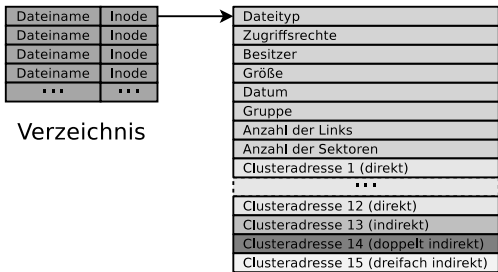 Dateiname Inode
Dateiname Inode
Dateiname Inode
Dateiname Inode
... ...
Verzeichnis
Dateityp
Zugriffsrechte
Besitzer
Größe
Datum
Gruppe
Anzahl der Links
Anzahl der Sektoren
Clusteradresse 1 (direkt)
...
Clusteradresse 12 (direkt)
Clusteradresse 13 (indirekt)
Clusteradresse 14 (doppelt indirekt)
Clusteradresse 15 (dreifach indirekt)